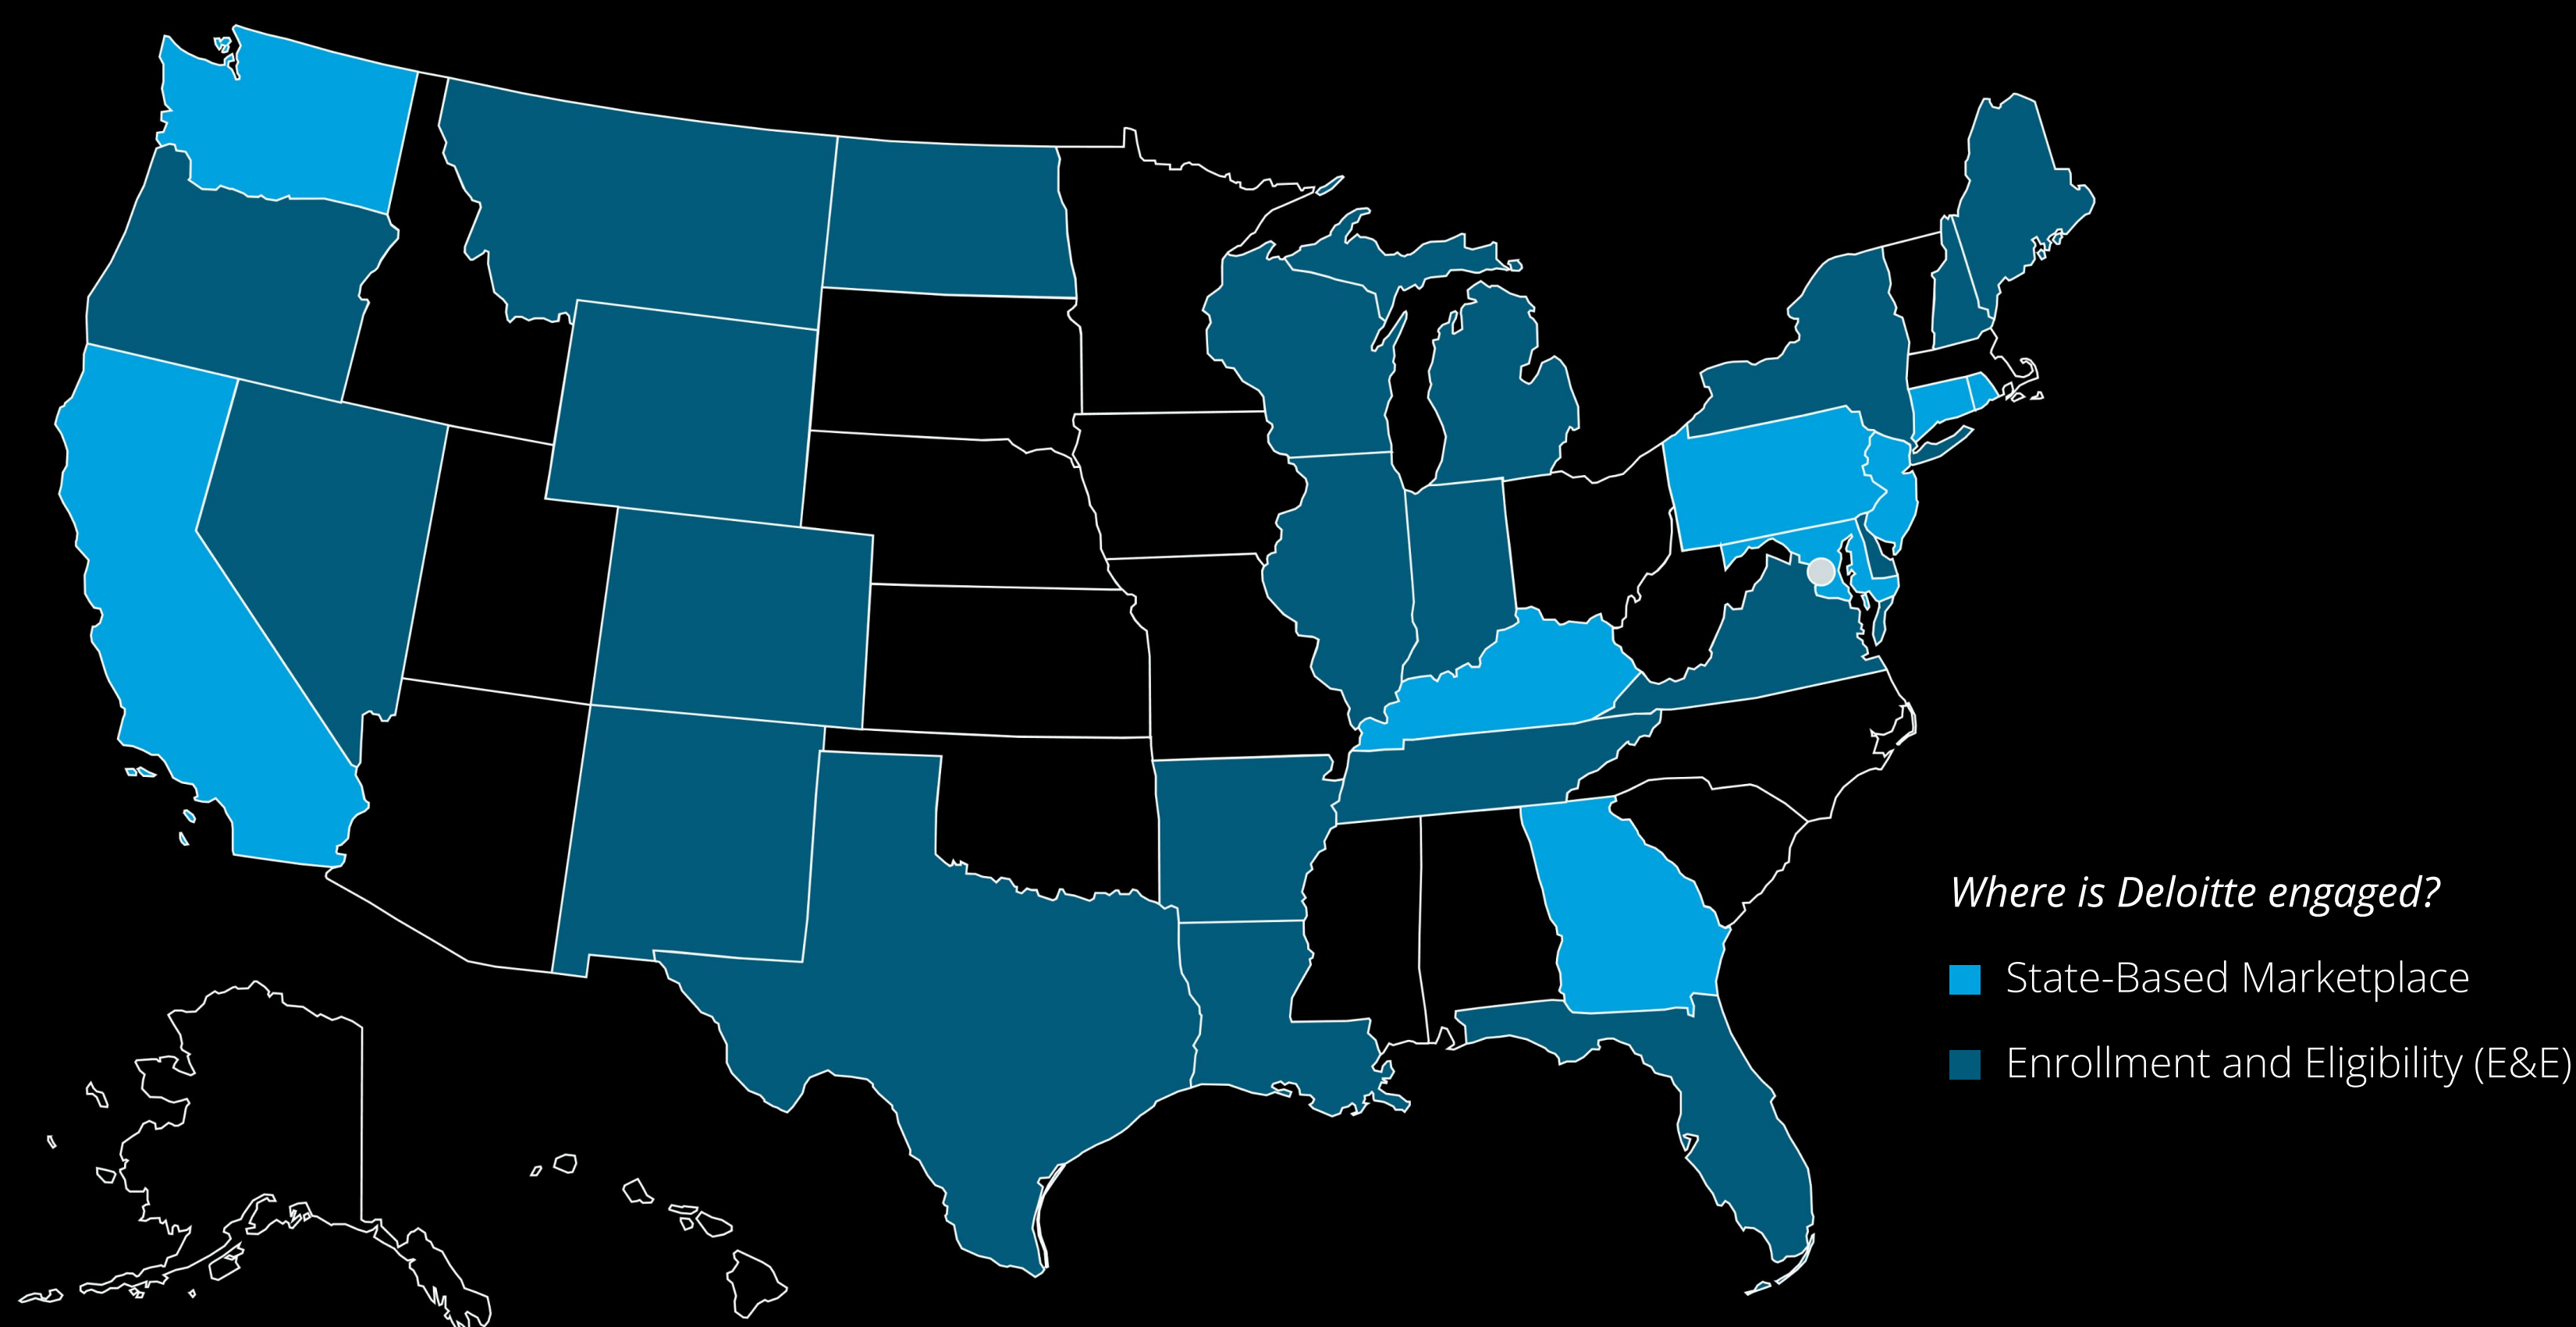 Where is Deloitte engaged?
State-Based Marketplace
Enrollment and Eligibility (E&E)